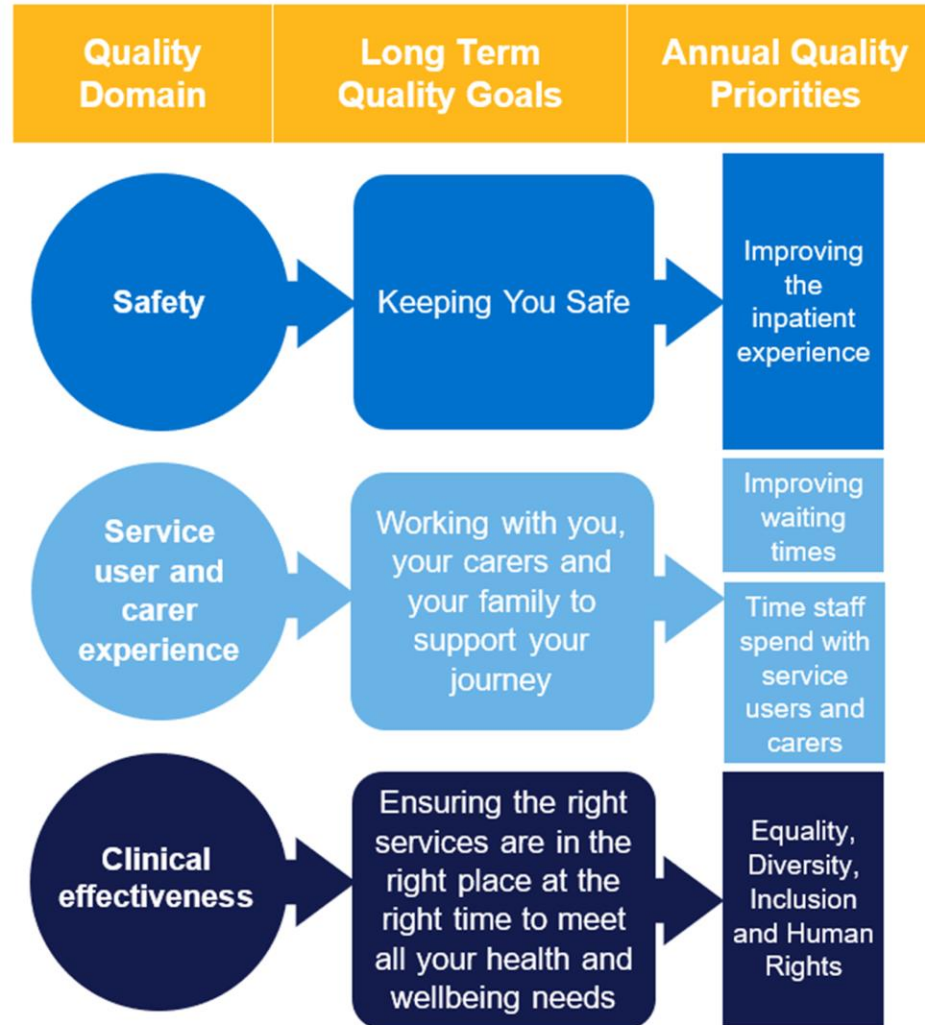 Quality
Domain
Long Term
Quality Goals
Annual Quality
Priorities
Safety
Keeping You Safe
Improving
the
inpatient
experience
Service
user and
carer
experience
Working with you,
your carers and
your family to
support your
journey
Improving
waiting
times
Time staff
spend with
service
users and
carers
Clinical
effectiveness
Ensuring the right
services are in the
right place at the
right time to meet
all your health and
wellbeing needs
Equality,
Diversity,
Inclusion
and Human
Rights